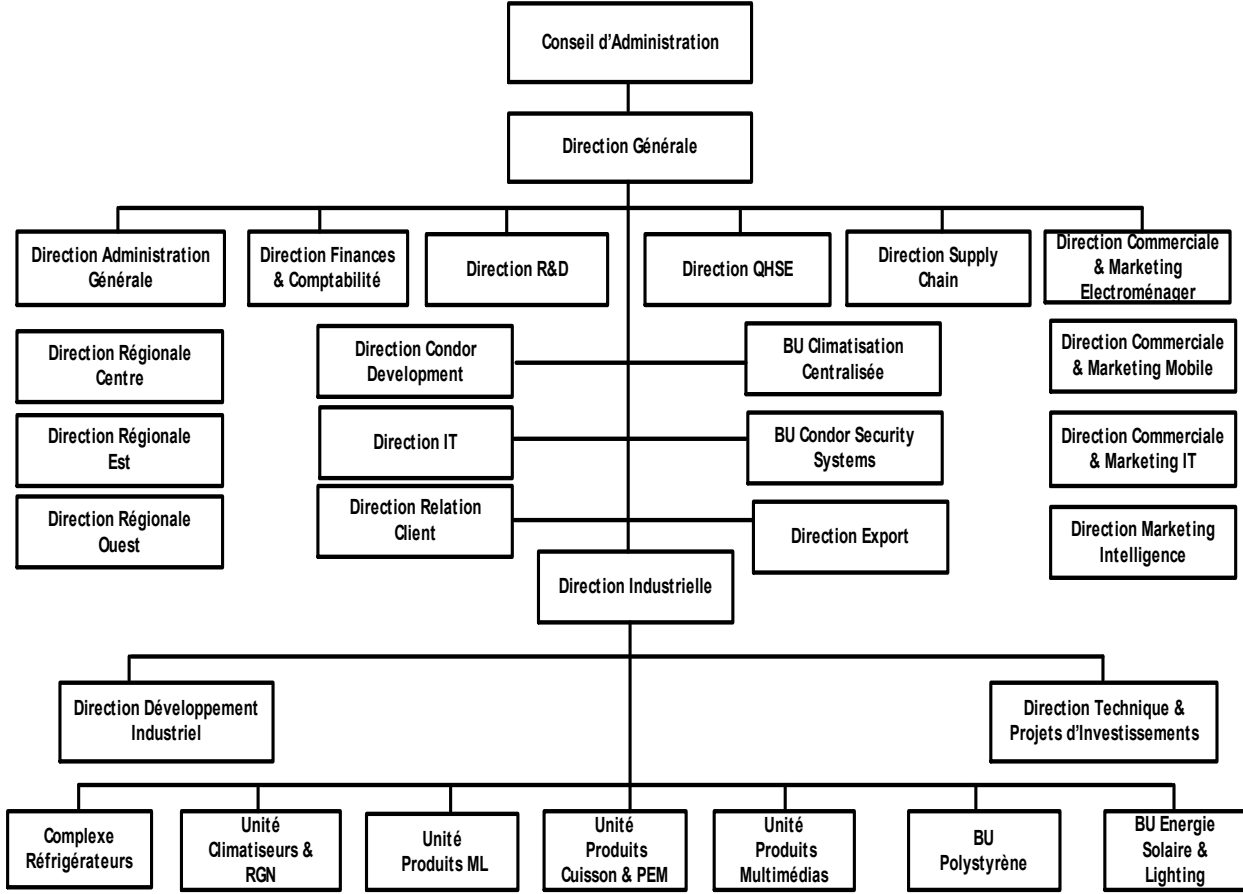 Conseil d'Administration
Direction Générale
Direction Administration
Générale
Direction Finances
& Comptabilité
Direction R&D
Direction QHSE
Direction Supply
Chain
Direction Commerciale
& Marketing
Electroménager
Direction Régionale
Centre
Direction Condor
Development
BU Climatisation
Centralisée
Direction Commerciale
& Marketing Mobile
Direction Régionale
Est
Direction IT
BU Condor Security
Systems
Direction Commerciale
& Marketing IT
Direction Régionale
Ouest
Direction Relation
Client
Direction Export
Direction Marketing
Intelligence
Direction Industrielle
Direction Développement
Industriel
Direction Technique &
Projets d'Investissements
Complexe
Réfrigérateurs
Unité
Climatiseurs &
RGN
Unité
Produits ML
Unité
Produits
Cuisson & PEM
Unité
Produits
Multimédias
BU
Polystyrène
BU Energie
Solaire &
Lighting